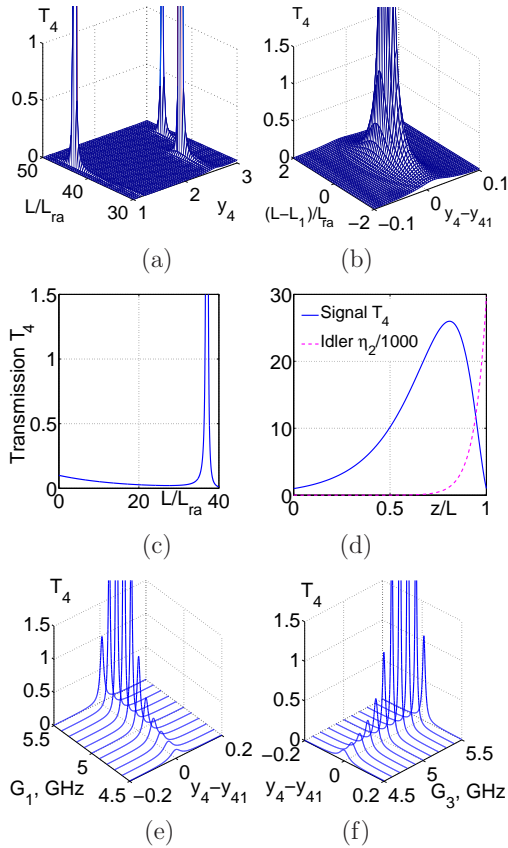 T4
1
0.5
0
50
40
30
L/Lra
1
2
3
y4
(a)
T4
1.5
1
0.5
0
2
0
−2
(L−L1)/Lra
−0.1
0
0.1
y4−y41
(b)
Transmission T4
1.5
1
0.5
0
0
20
40
L/Lra
(c)
Signal T4
Idler η2/1000
30
20
10
0
0
0.5
1
z/L
(d)
T4
1.5
1
0.5
0
5.5
5
4.5
G1, GHz
−0.2
0
0.2
y4−y41
(e)
T4
1.5
1
0.5
0
−0.2
0
0.2
y4−y41
4.5
5
5.5
G3, GHz
(f)